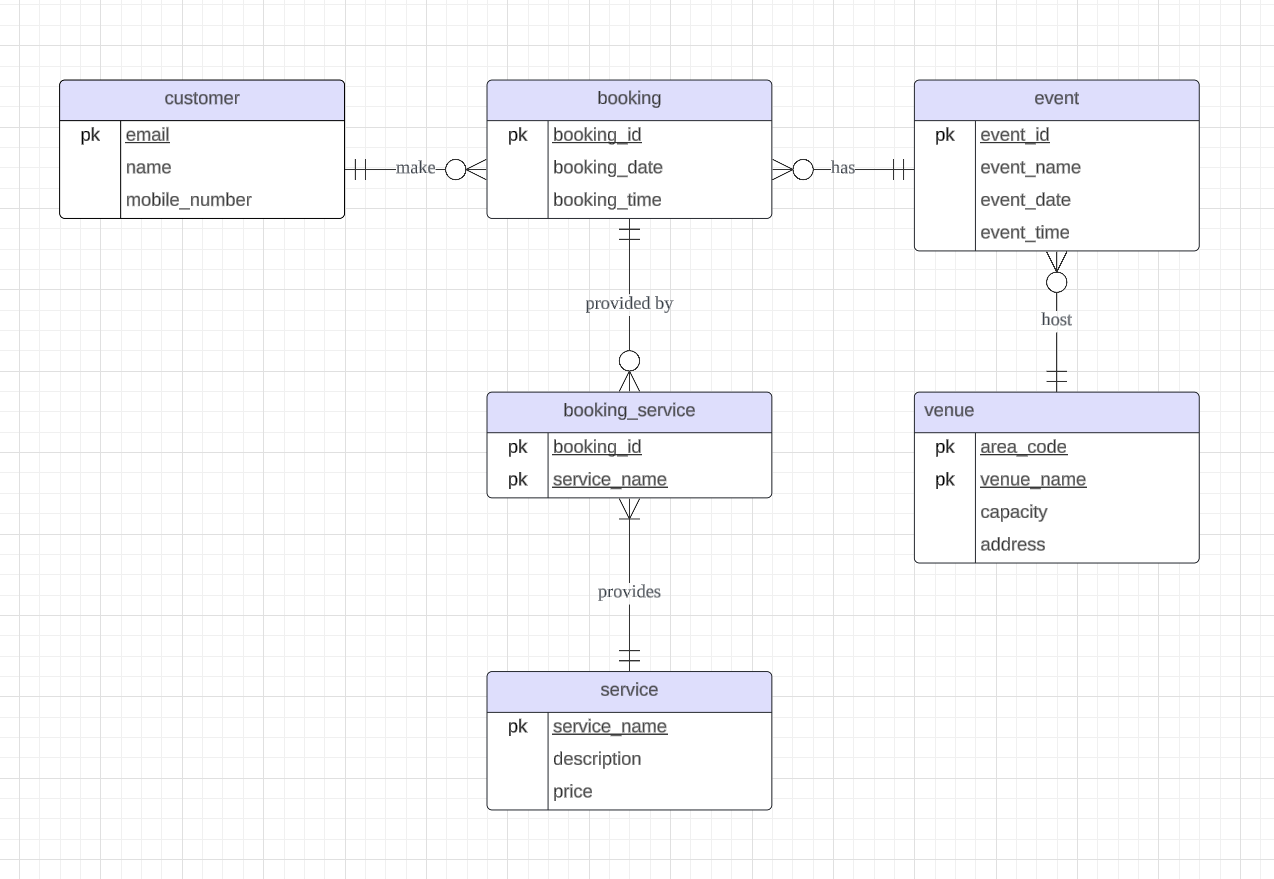 customer
pk email
name
mobile_number
make
booking
pk booking_id
booking_date
booking_time
has
event
pk event_id
event_name
event_date
event_time
provided by
host
booking_service
pk booking_id
pk service_name
venue
pk area_code
pk venue_name
capacity
address
provides
service
pk service_name
description
price